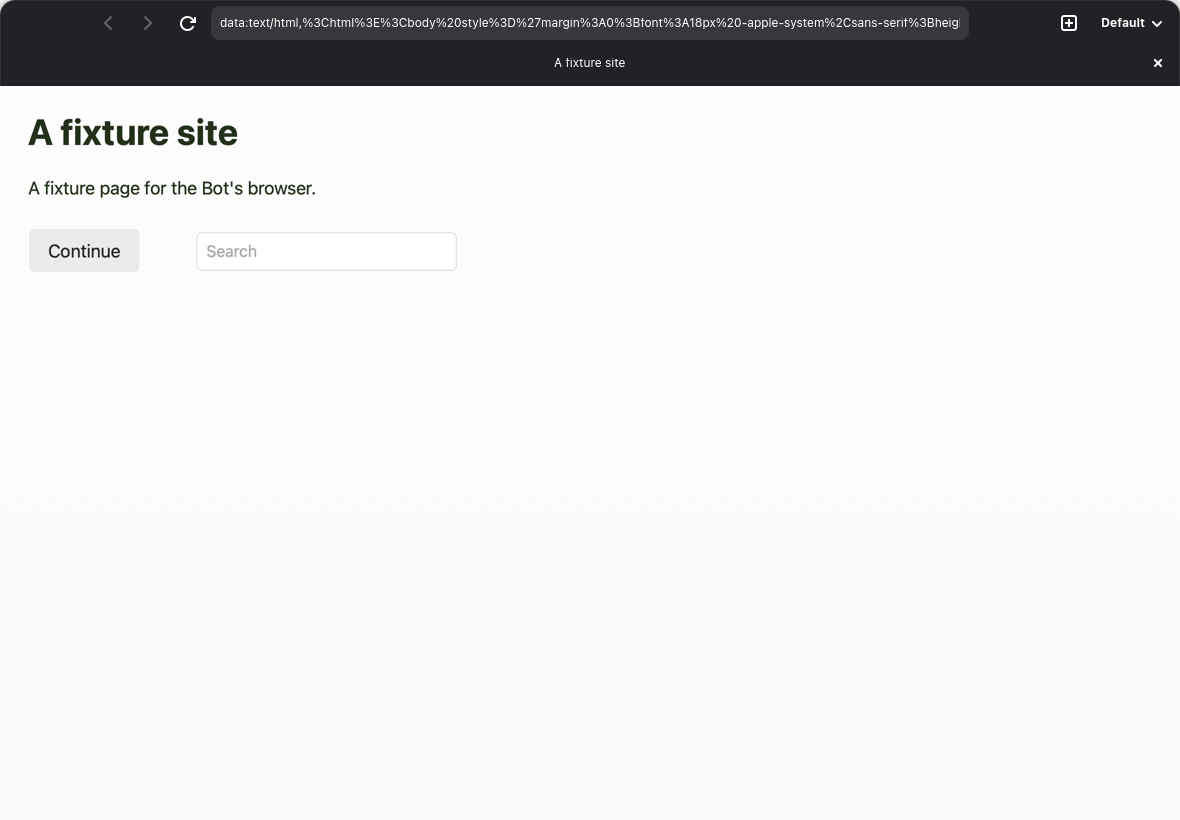 data:text/html,%3Chtml%3E%3Cbody%20style%3D%27margin%3A0%3Bfont%3A18px%20-apple-system%2Csans-serif%3Bheigl
Default
A fixture site
A fixture site
A fixture page for the Bot's browser.
Continue
Search